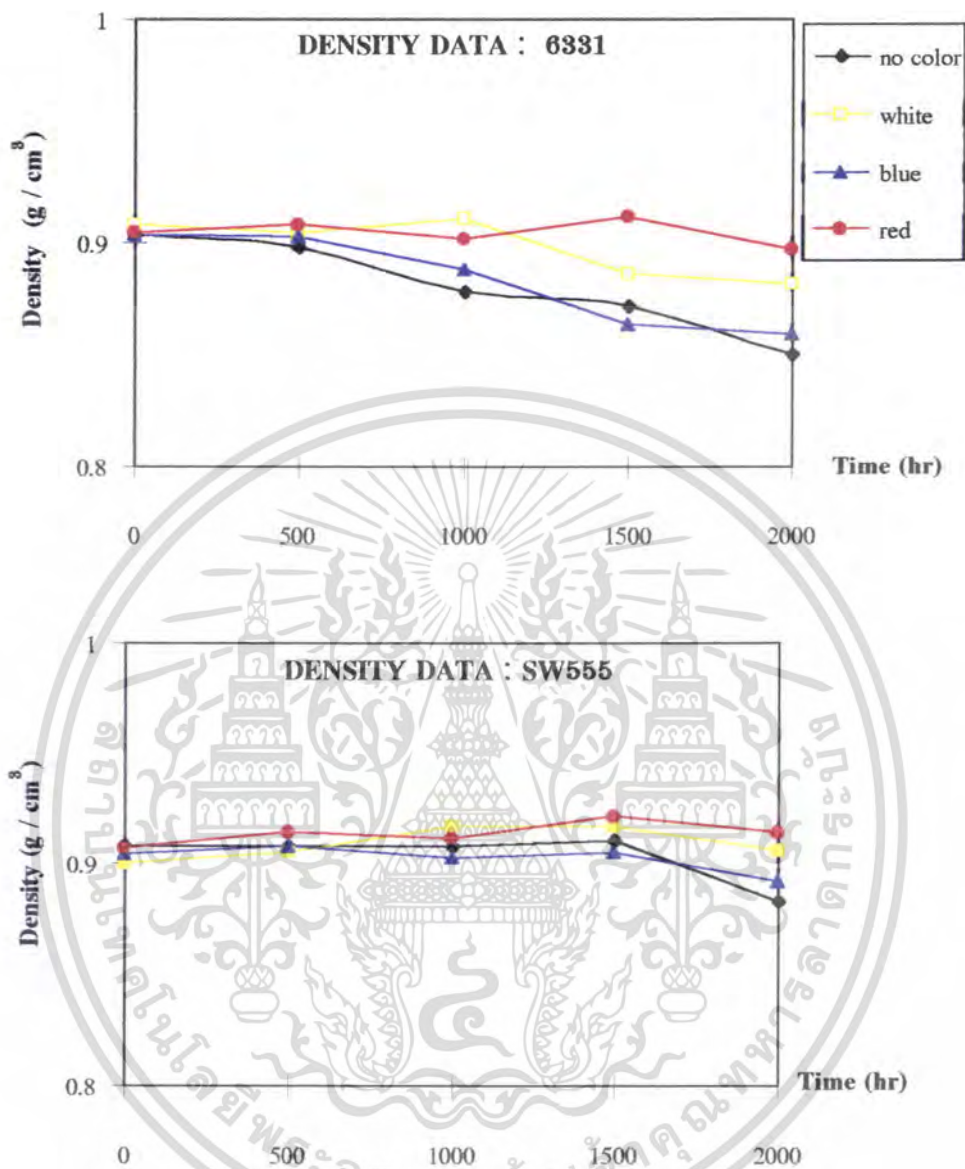 DENSITY DATA : 6331
no color
white
blue
red
1
0.9
0.8
Density (g / cm³)
Time (hr)
0 500 1000 1500 2000
DENSITY DATA : SW555
1
0.9
0.8
Density (g / cm³)
Time (hr)
0 500 1000 1500 2000